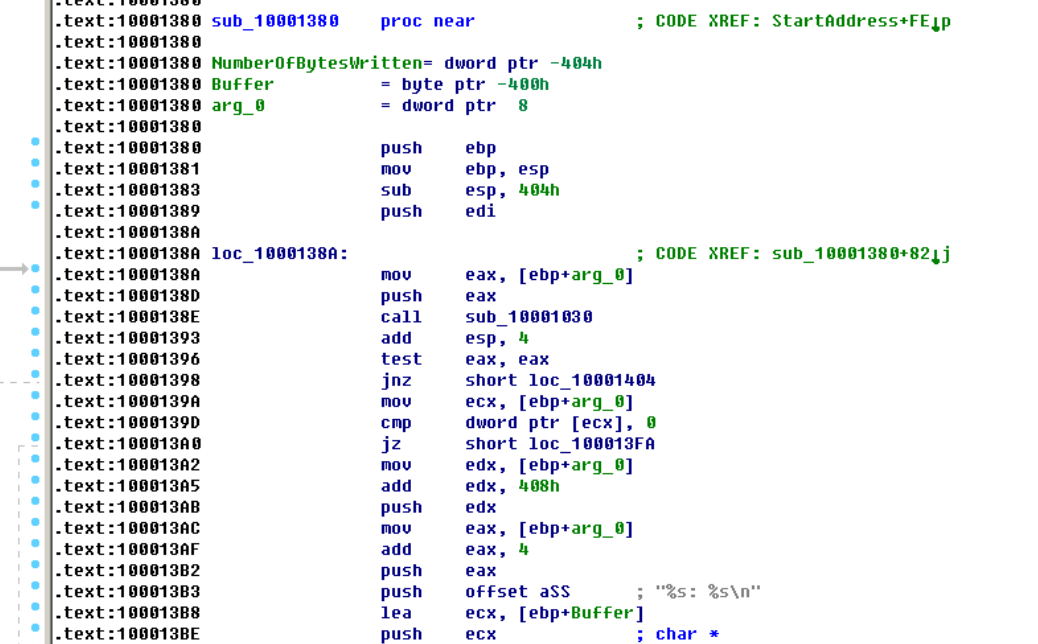 .text:10001380 sub_10001380 proc near ; CODE XREF: StartAddress+FE↓p
.text:10001380
.text:10001380 NumberOfBytesWritten= dword ptr -404h
.text:10001380 Buffer = byte ptr -400h
.text:10001380 arg_0 = dword ptr 8
.text:10001380
.text:10001380 push ebp
.text:10001381 mov ebp, esp
.text:10001383 sub esp, 404h
.text:10001389 push edi
.text:1000138A
.text:1000138A loc_1000138A: ; CODE XREF: sub_10001380+82↓j
.text:1000138A mov eax, [ebp+arg_0]
.text:1000138D push eax
.text:1000138E call sub_10001030
.text:10001393 add esp, 4
.text:10001396 test eax, eax
.text:10001398 jnz short loc_10001404
.text:1000139A mov ecx, [ebp+arg_0]
.text:1000139D cmp dword ptr [ecx], 0
.text:100013A0 jz short loc_100013FA
.text:100013A2 mov edx, [ebp+arg_0]
.text:100013A5 add edx, 408h
.text:100013AB push edx
.text:100013AC mov eax, [ebp+arg_0]
.text:100013AF add eax, 4
.text:100013B2 push eax
.text:100013B3 push offset aSS ; "%s: %s\n"
.text:100013B8 lea ecx, [ebp+Buffer]
.text:100013BE push ecx ; char *